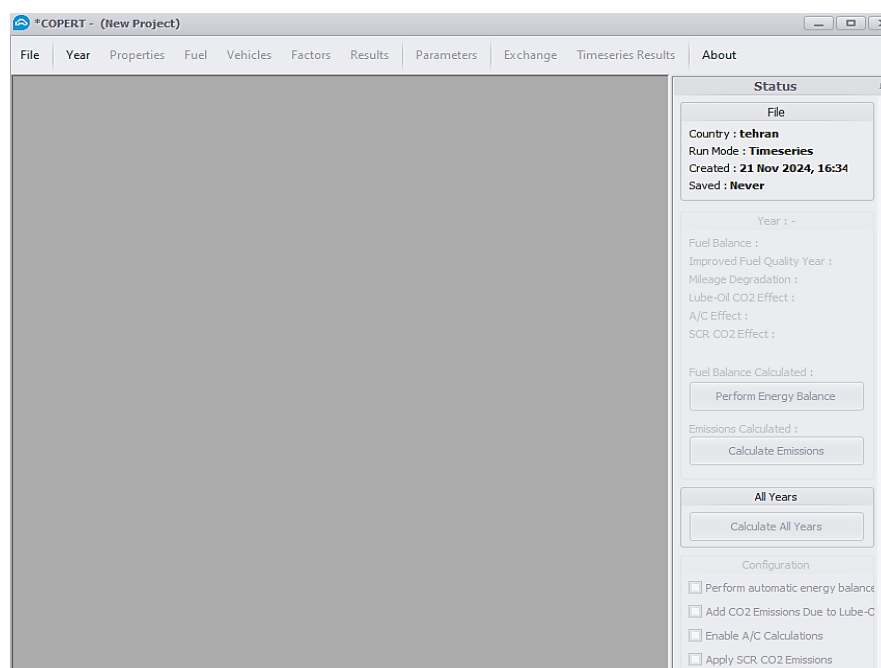 *COPERT - (New Project)
File Year Properties Fuel Vehicles Factors Results Parameters Exchange Timeseries Results About
Status
File
Country : tehran
Run Mode : Timeseries
Created : 21 Nov 2024, 16:34
Saved : Never
Year : -
Fuel Balance :
Improved Fuel Quality Year :
Mileage Degradation :
Lube-Oil CO2 Effect :
A/C Effect :
SCR CO2 Effect :
Fuel Balance Calculated :
Perform Energy Balance
Emissions Calculated :
Calculate Emissions
All Years
Calculate All Years
Configuration
Perform automatic energy balance
Add CO2 Emissions Due to Lube-O
Enable A/C Calculations
Apply SCR CO2 Emissions